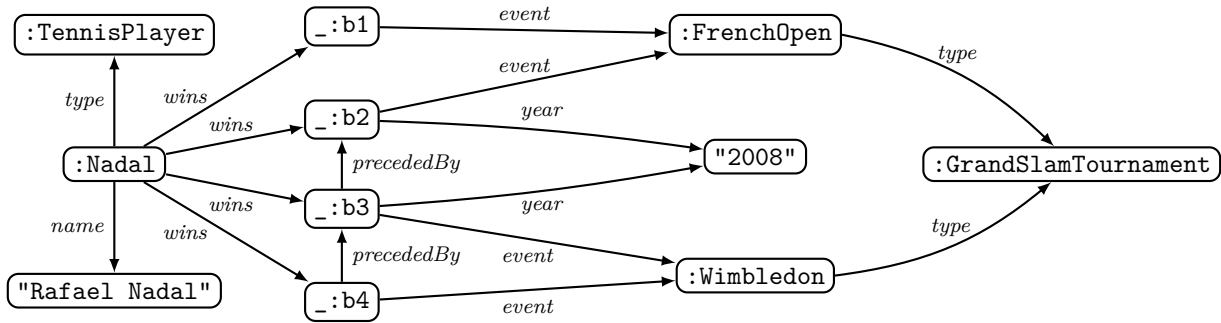 :TennisPlayer
_:b1
event
:FrenchOpen
type
type
wins
event
wins
_:b2
year
:Nadal
precededBy
"2008"
:GrandSlamTournament
name
wins
wins
_:b3
year
precededBy
event
type
"Rafael Nadal"
_:b4
event
:Wimbledon